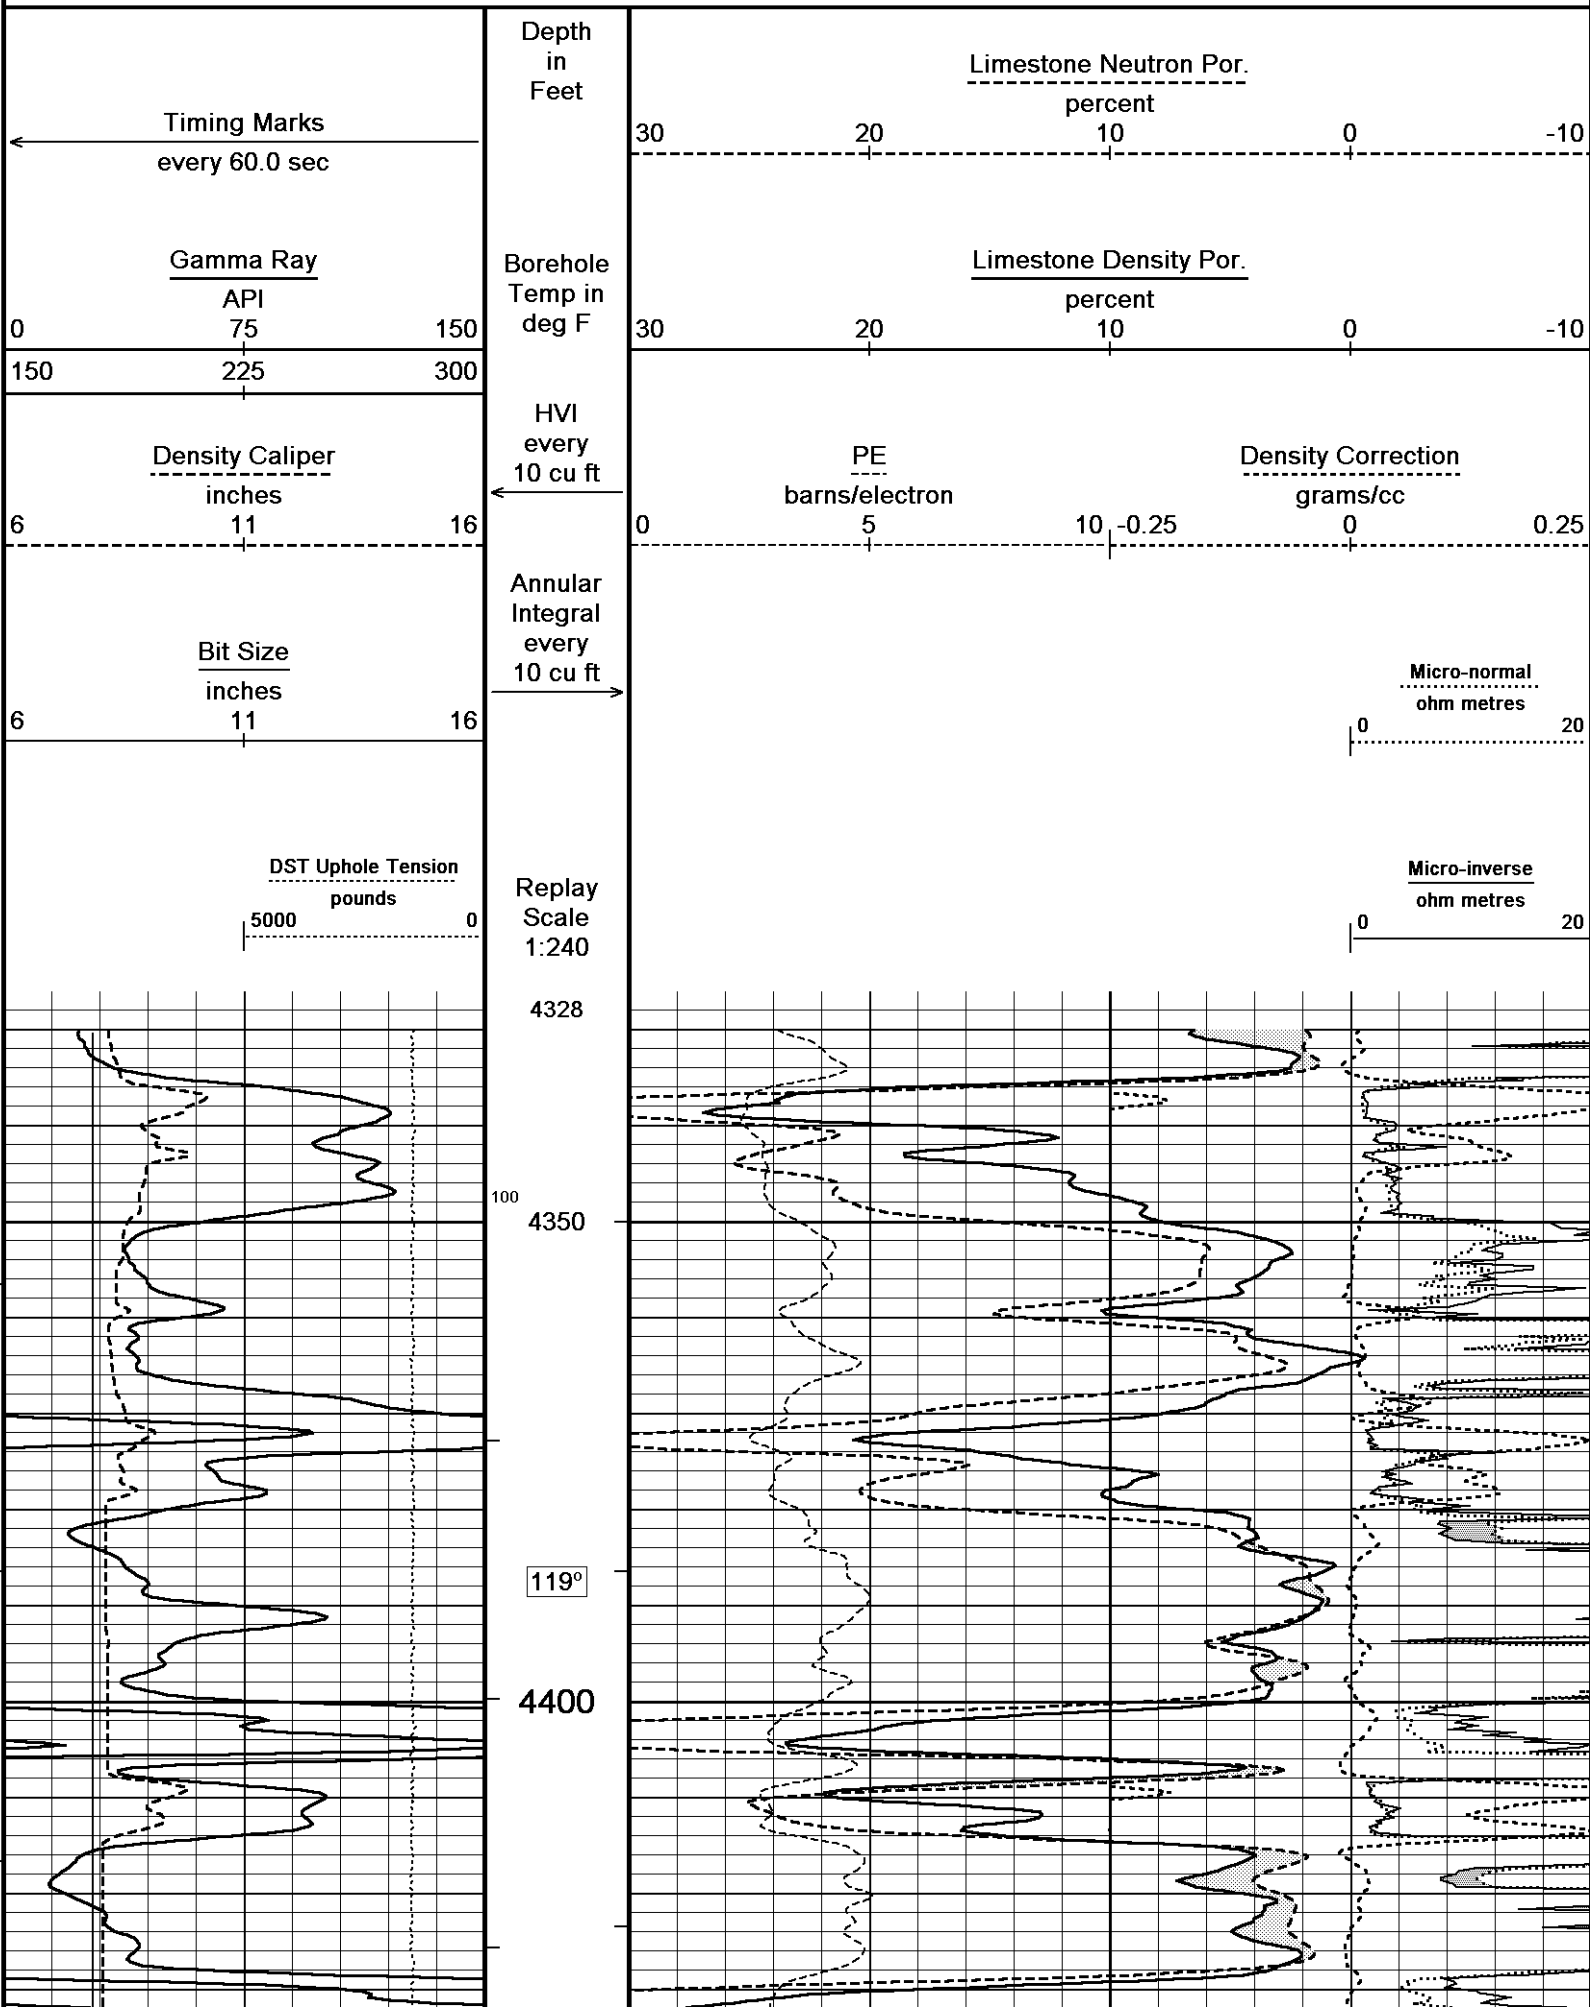 Timing Marks
every 60.0 sec
Gamma Ray
API
0 75 150
150 225 300
Density Caliper
inches
6 11 16
Bit Size
inches
6 11 16
DST Uphole Tension
pounds
5000 0
Depth
in
Feet
Borehole
Temp in
deg F
HVI
every
10 cu ft
Annular
Integral
every
10 cu ft
Replay
Scale
1:240
Limestone Neutron Por.
percent
30 20 10 0 -10
Limestone Density Por.
percent
30 20 10 0 -10
PE
barns/electron
0 5 10
Density Correction
grams/cc
-0.25 0 0.25
Micro-normal
ohm metres
0 20
Micro-inverse
ohm metres
0 20
4328
100
4350
119°
4400